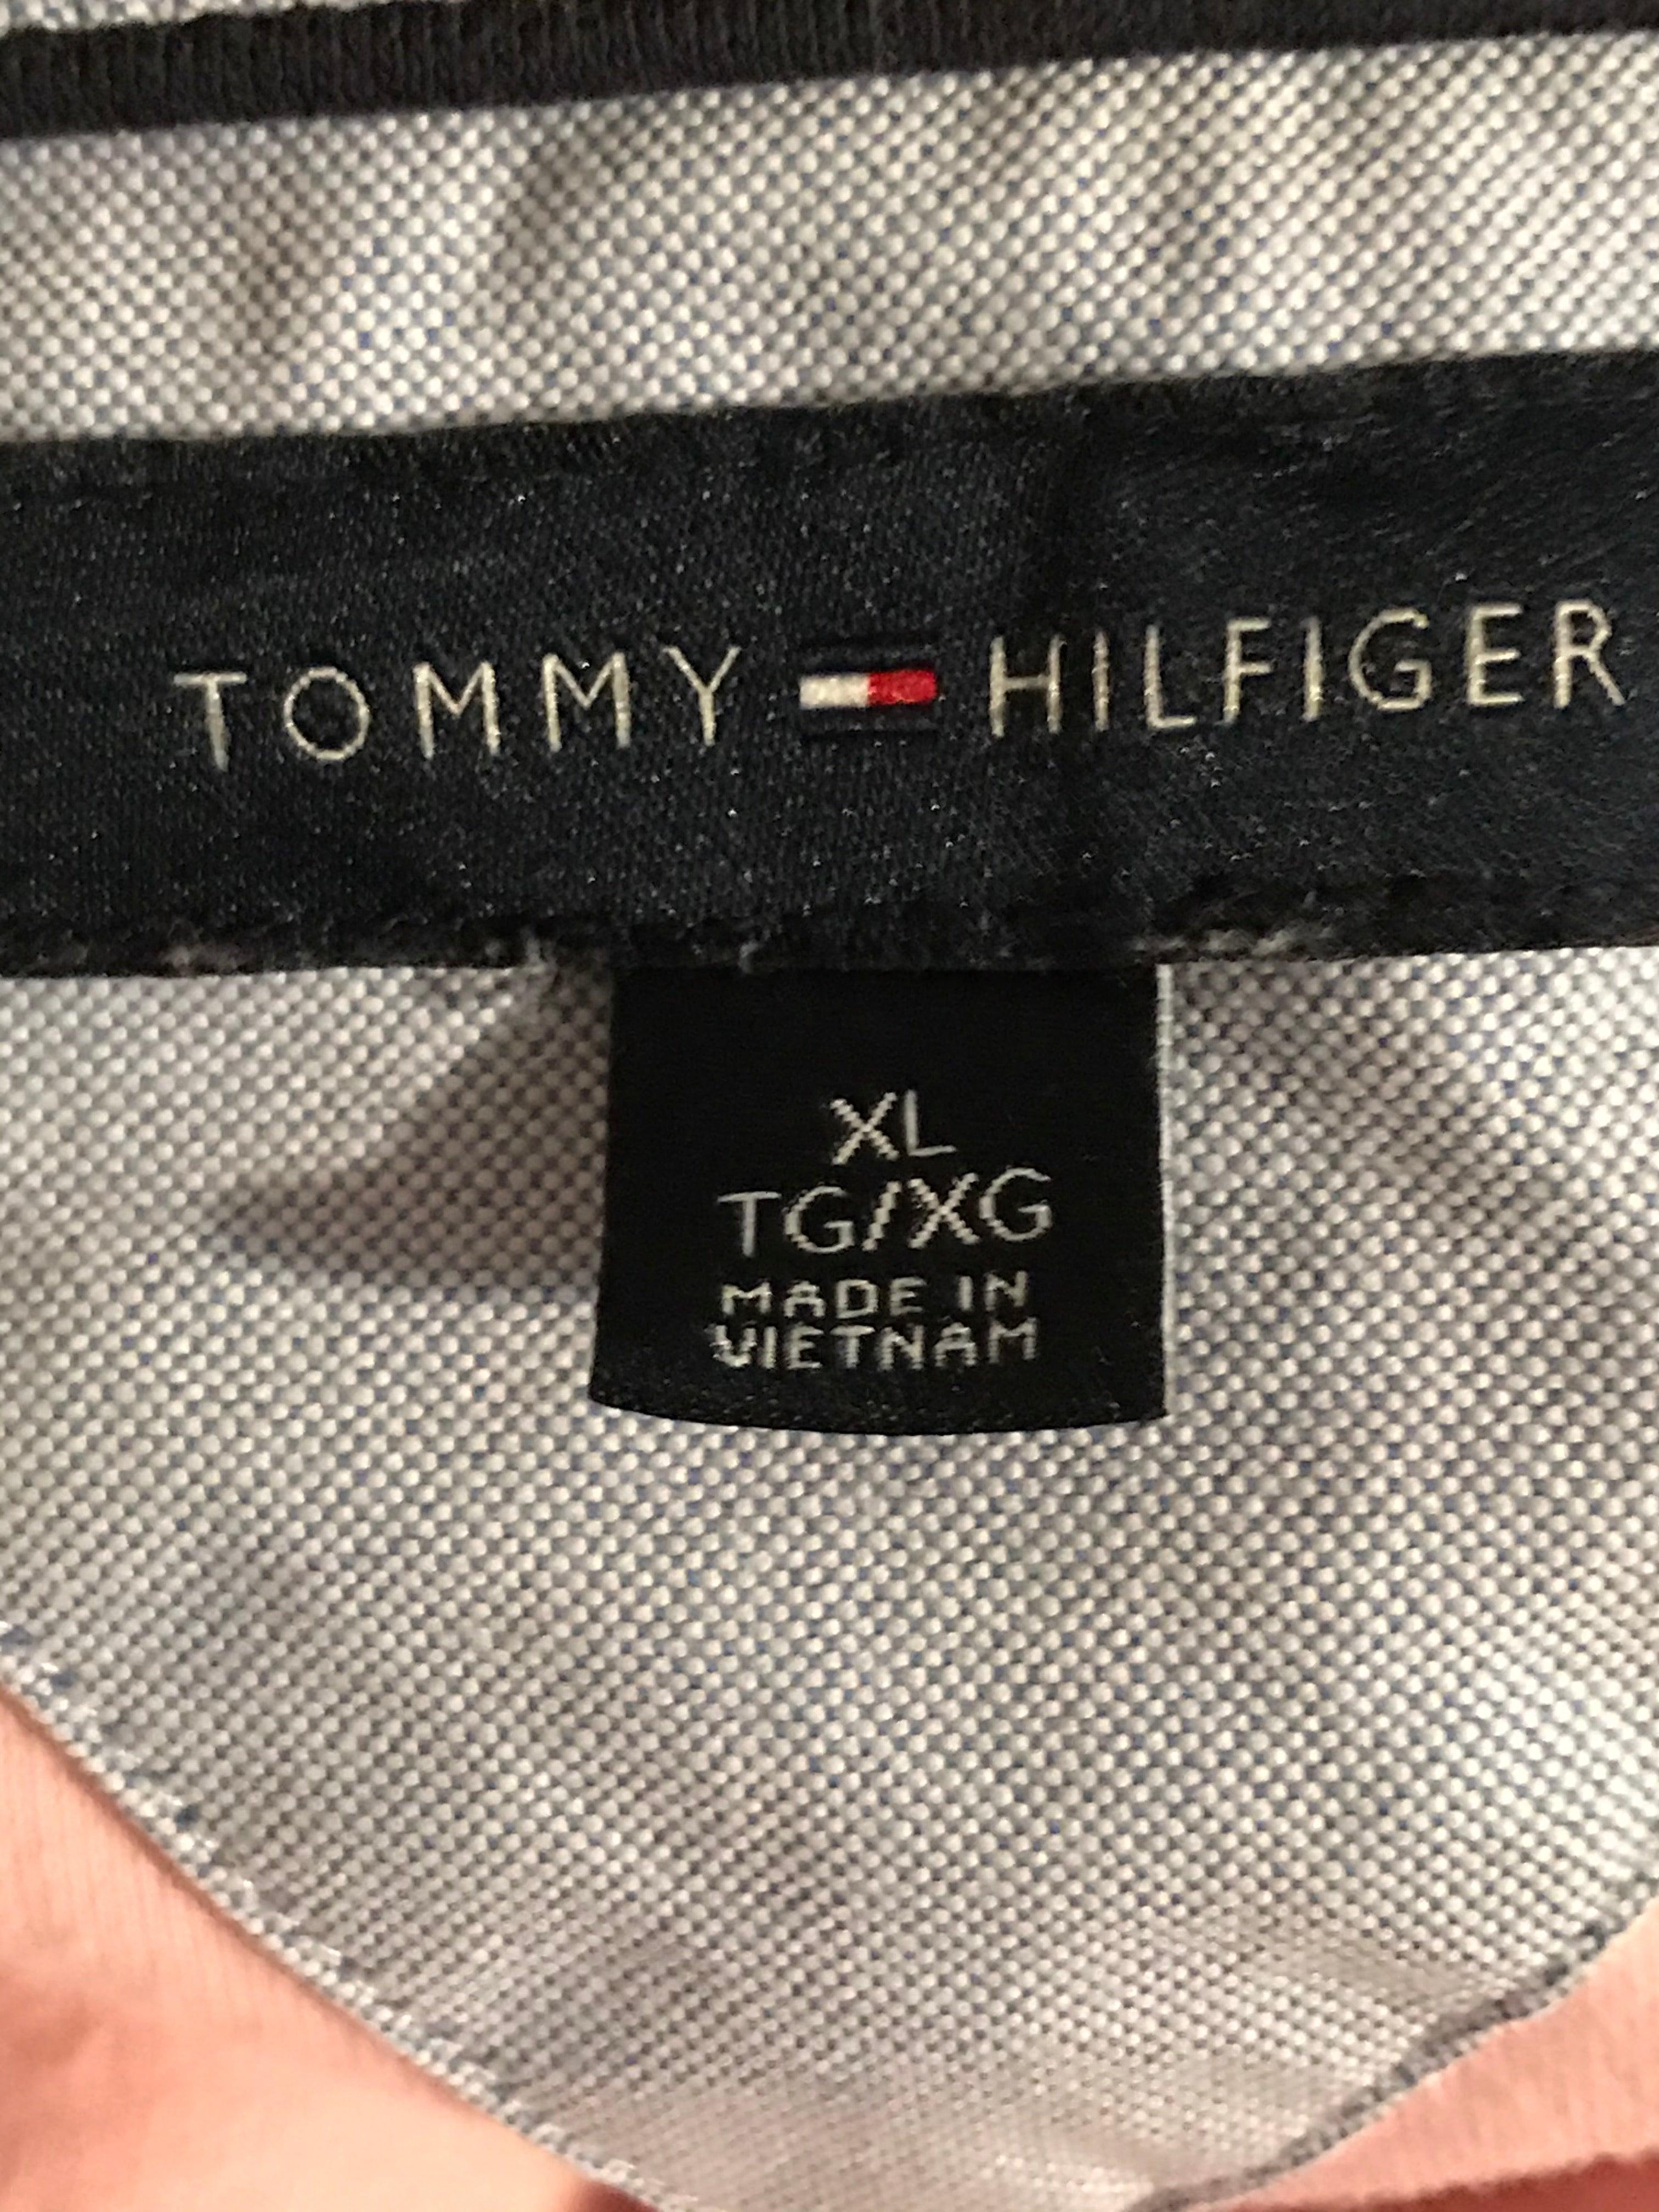 TOMMY HILFIGER
XL
TG/XG
MADE IN
VIETNAM